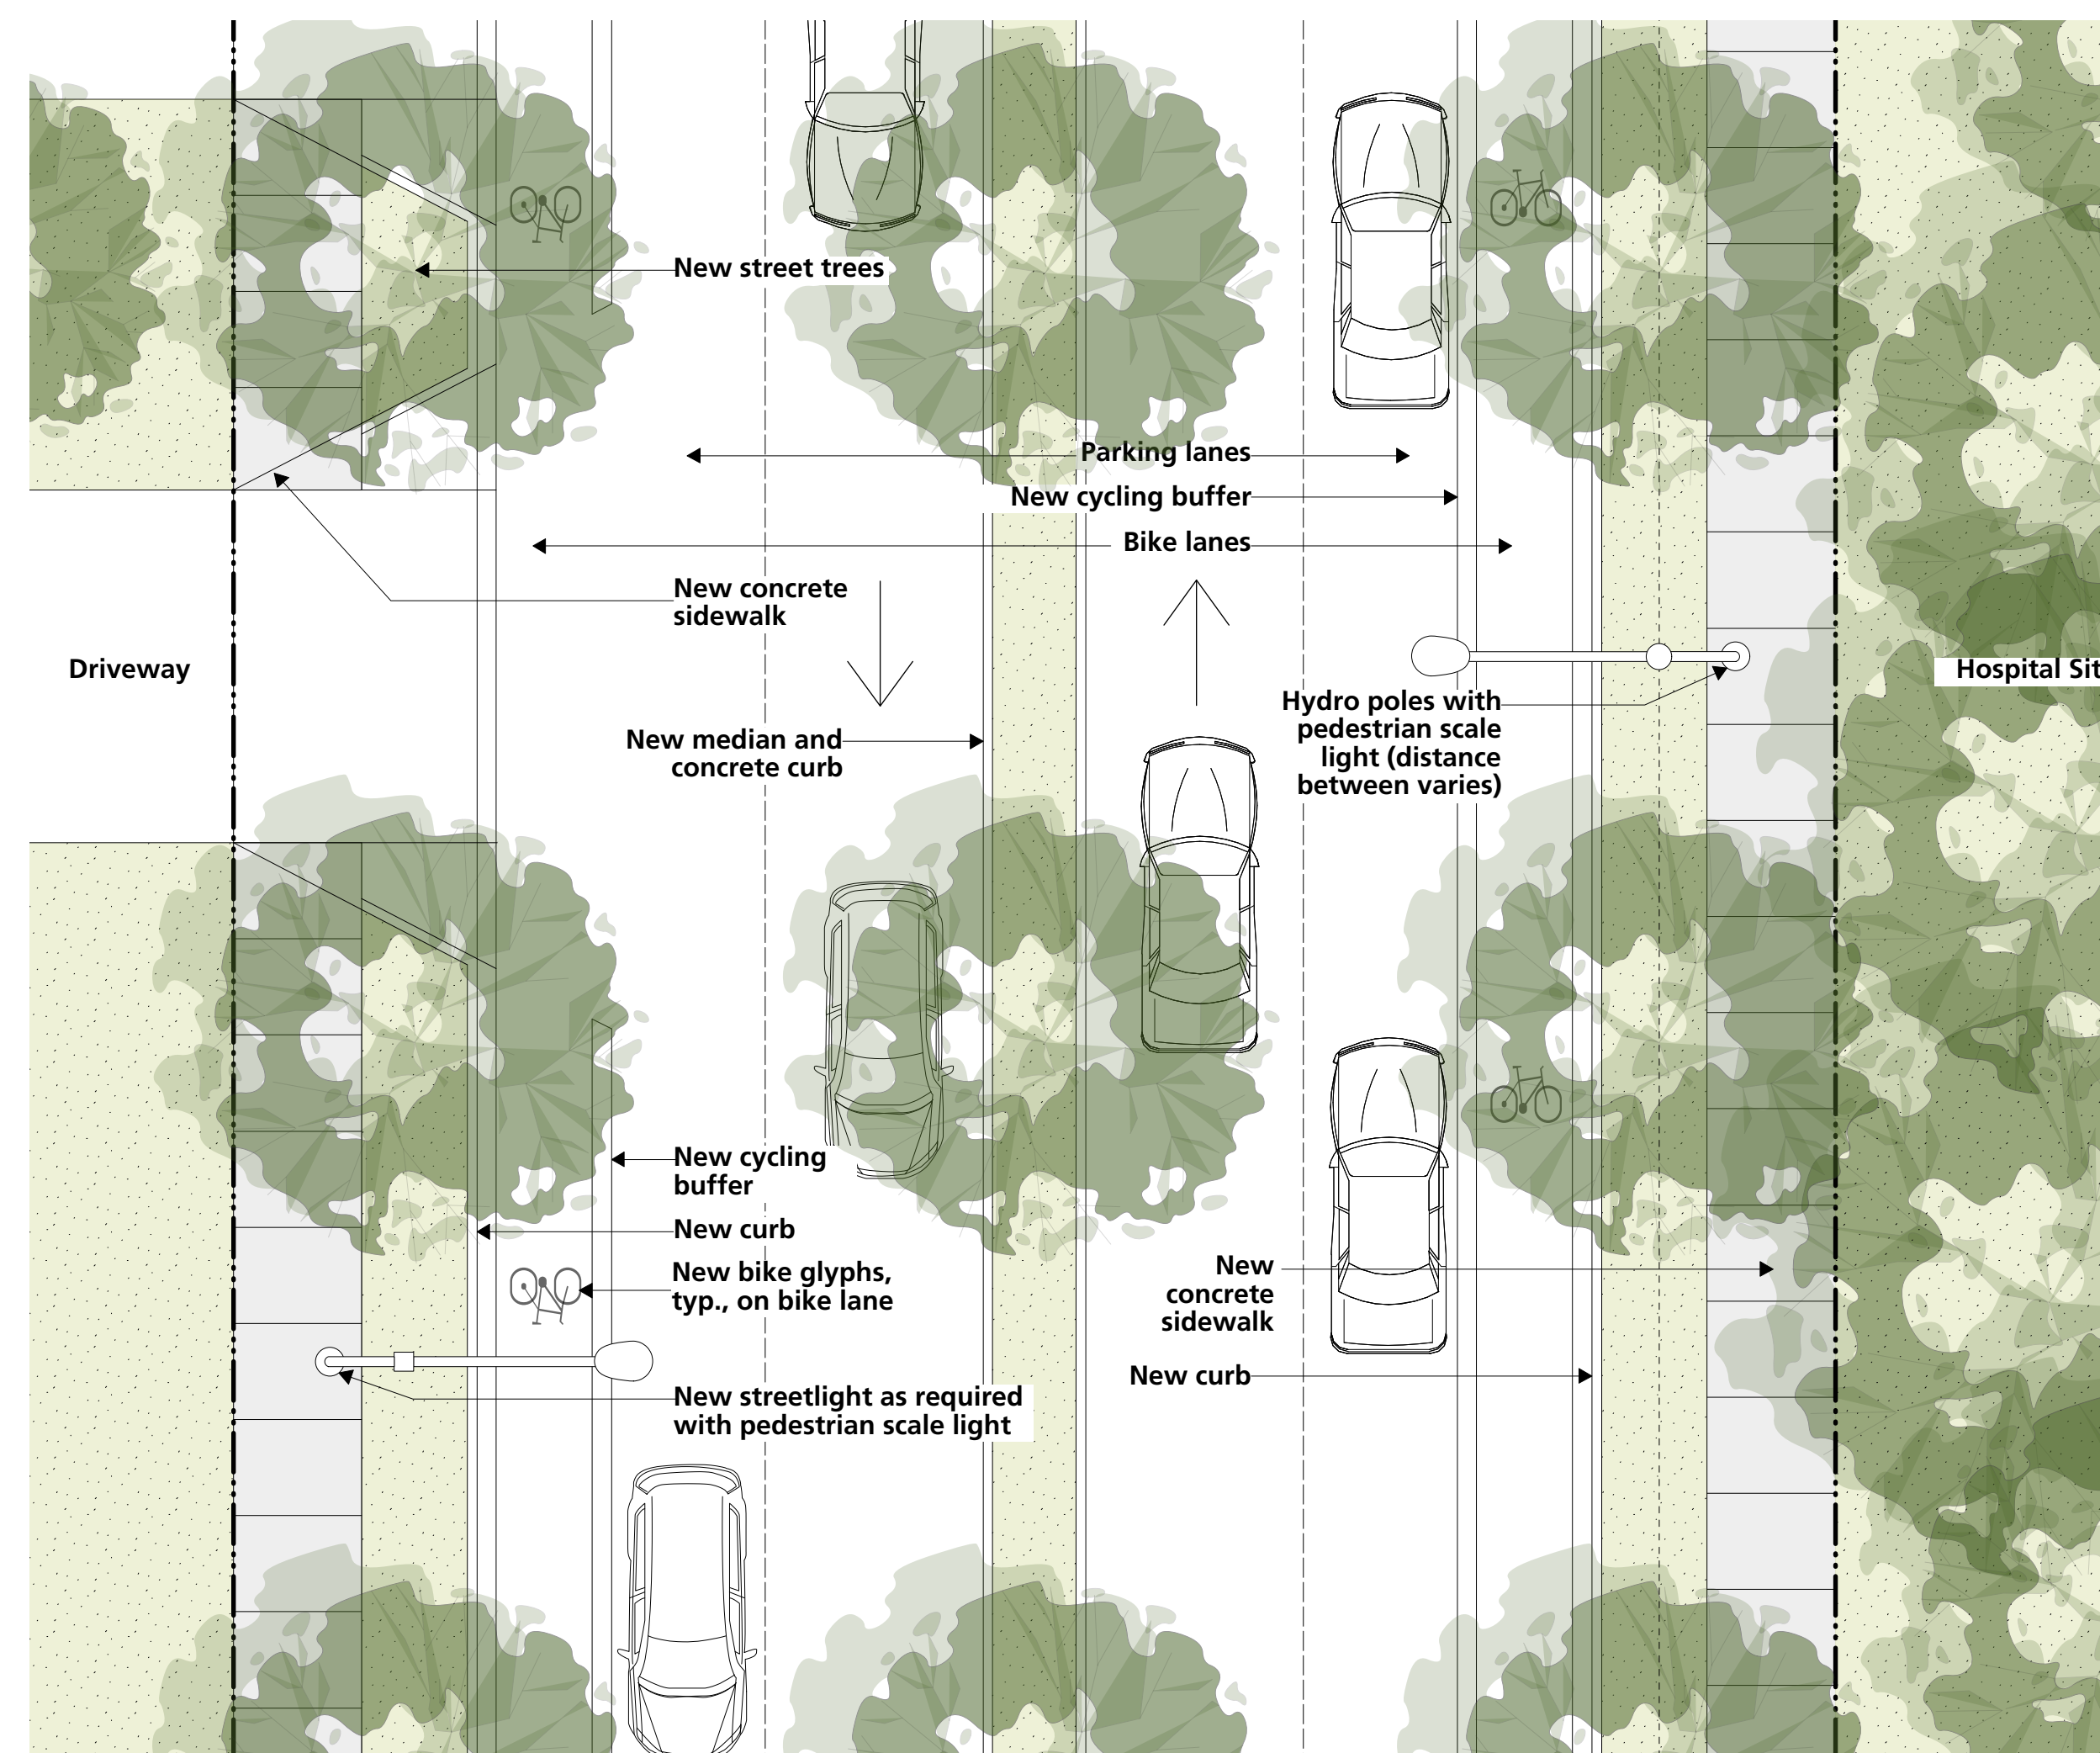 New street trees
Parking lanes
New cycling buffer
Bike lanes
New concrete
sidewalk
Driveway
Hospital Sit
Hydro poles with
pedestrian scale
light (distance
between varies)
New median and
concrete curb
New cycling
buffer
New curb
New bike glyphs,
typ., on bike lane
New
concrete
sidewalk
New curb
New streetlight as required
with pedestrian scale light